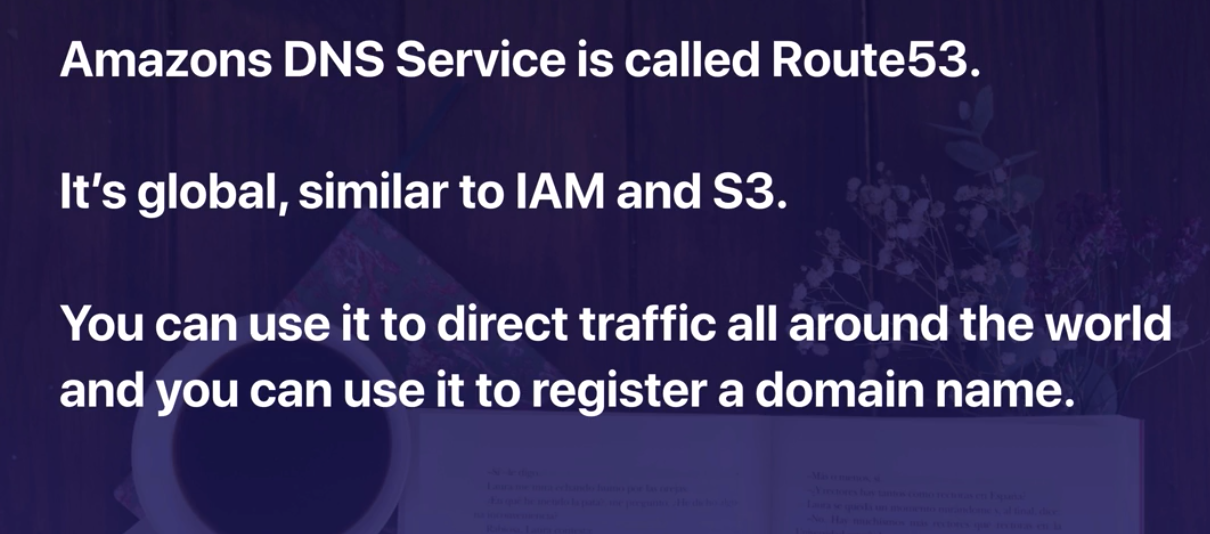 Amazons DNS Service is called Route53.
It’s global, similar to IAM and S3.
You can use it to direct traffic all around the world
and you can use it to register a domain name.